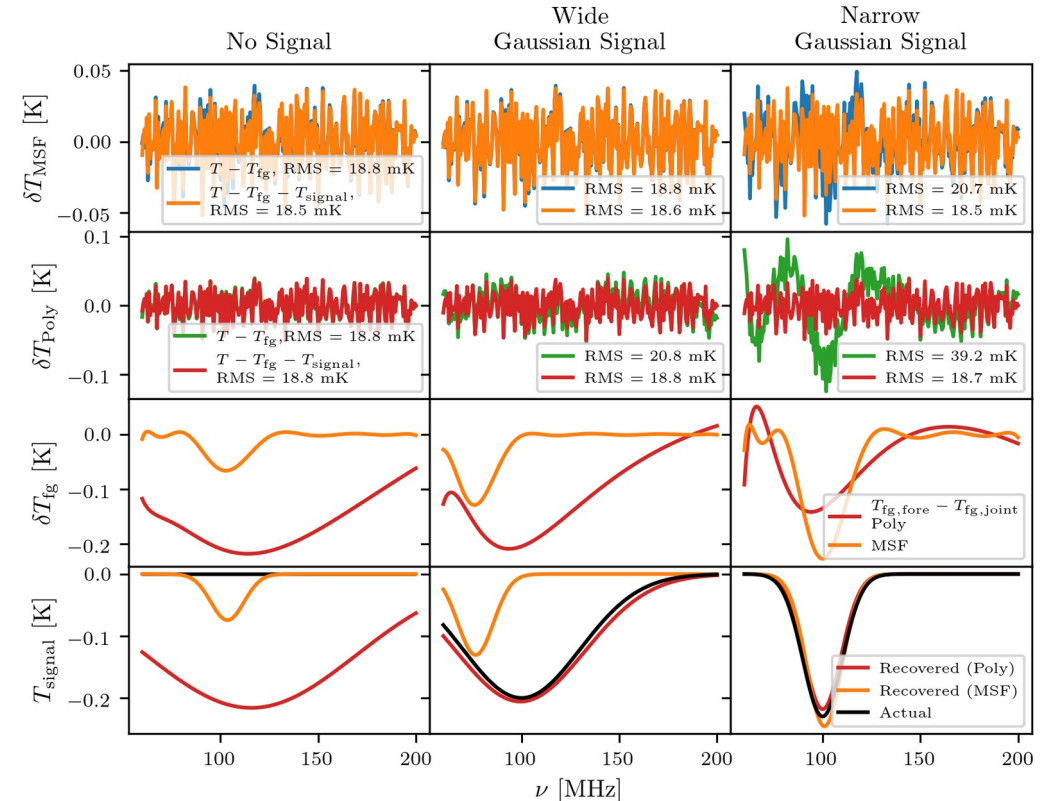 No Signal
Wide
Gaussian Signal
Narrow
Gaussian Signal
δT_MSF [K]
0.05
0.00
−0.05
T − T_fg, RMS = 18.8 mK
T − T_fg − T_signal,
RMS = 18.5 mK
RMS = 18.8 mK
RMS = 18.6 mK
RMS = 20.7 mK
RMS = 18.5 mK
δT_Poly [K]
0.1
0.0
−0.1
T − T_fg,RMS = 18.8 mK
T − T_fg − T_signal,
RMS = 18.8 mK
RMS = 20.8 mK
RMS = 18.8 mK
RMS = 39.2 mK
RMS = 18.7 mK
δT_fg [K]
0.0
−0.1
−0.2
T_fg,fore − T_fg,joint
Poly
MSF
T_signal [K]
0.0
−0.1
−0.2
Recovered (Poly)
Recovered (MSF)
Actual
100 150 200
100 150 200
100 150 200
ν [MHz]